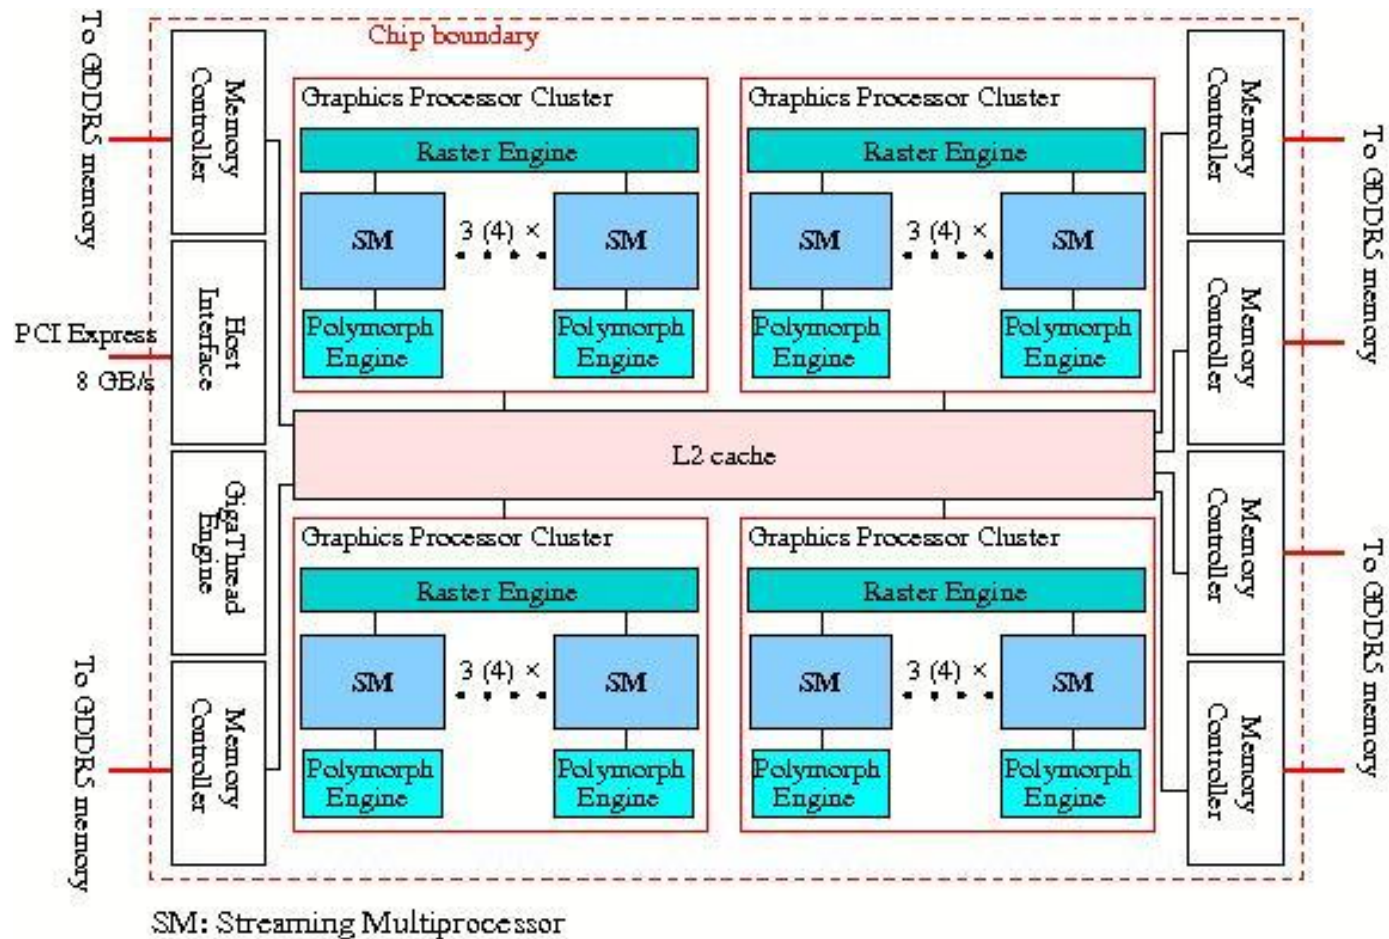 Chip boundary
To GDDR5 memory
Memory
Controller
Host
Interface
PCI Express
8 GB/s
GigaThread
Engine
Memory
Controller
To GDDR5 memory
Graphics Processor Cluster
Raster Engine
SM
3 (4) ×
SM
Polymorph
Engine
Polymorph
Engine
Graphics Processor Cluster
Raster Engine
SM
3 (4) ×
SM
Polymorph
Engine
Polymorph
Engine
L2 cache
Graphics Processor Cluster
Raster Engine
SM
3 (4) ×
SM
Polymorph
Engine
Polymorph
Engine
Graphics Processor Cluster
Raster Engine
SM
3 (4) ×
SM
Polymorph
Engine
Polymorph
Engine
Memory
Controller
Memory
Controller
Memory
Controller
Memory
Controller
To GDDR5 memory
To GDDR5 memory
SM: Streaming Multiprocessor